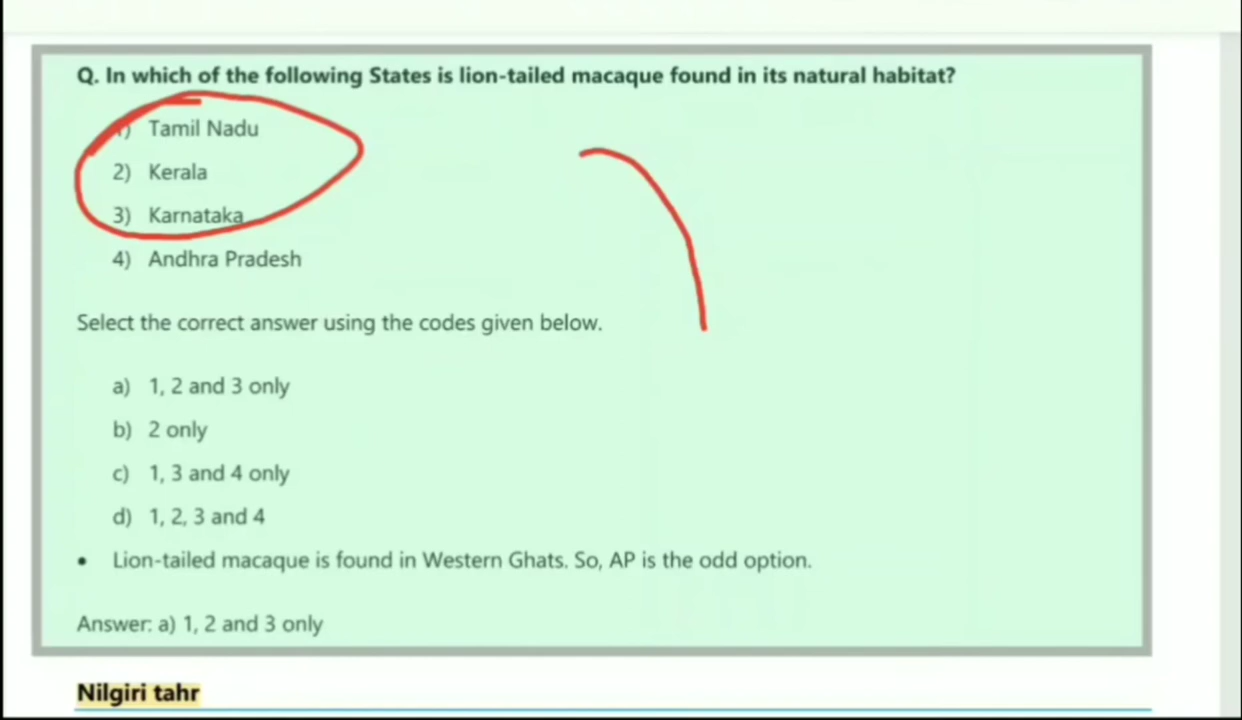 Q. In which of the following States is lion-tailed macaque found in its natural habitat?
1) Tamil Nadu
2) Kerala
3) Karnataka
4) Andhra Pradesh
Select the correct answer using the codes given below.
a) 1, 2 and 3 only
b) 2 only
c) 1, 3 and 4 only
d) 1, 2, 3 and 4
• Lion-tailed macaque is found in Western Ghats. So, AP is the odd option.
Answer: a) 1, 2 and 3 only
Nilgiri tahr